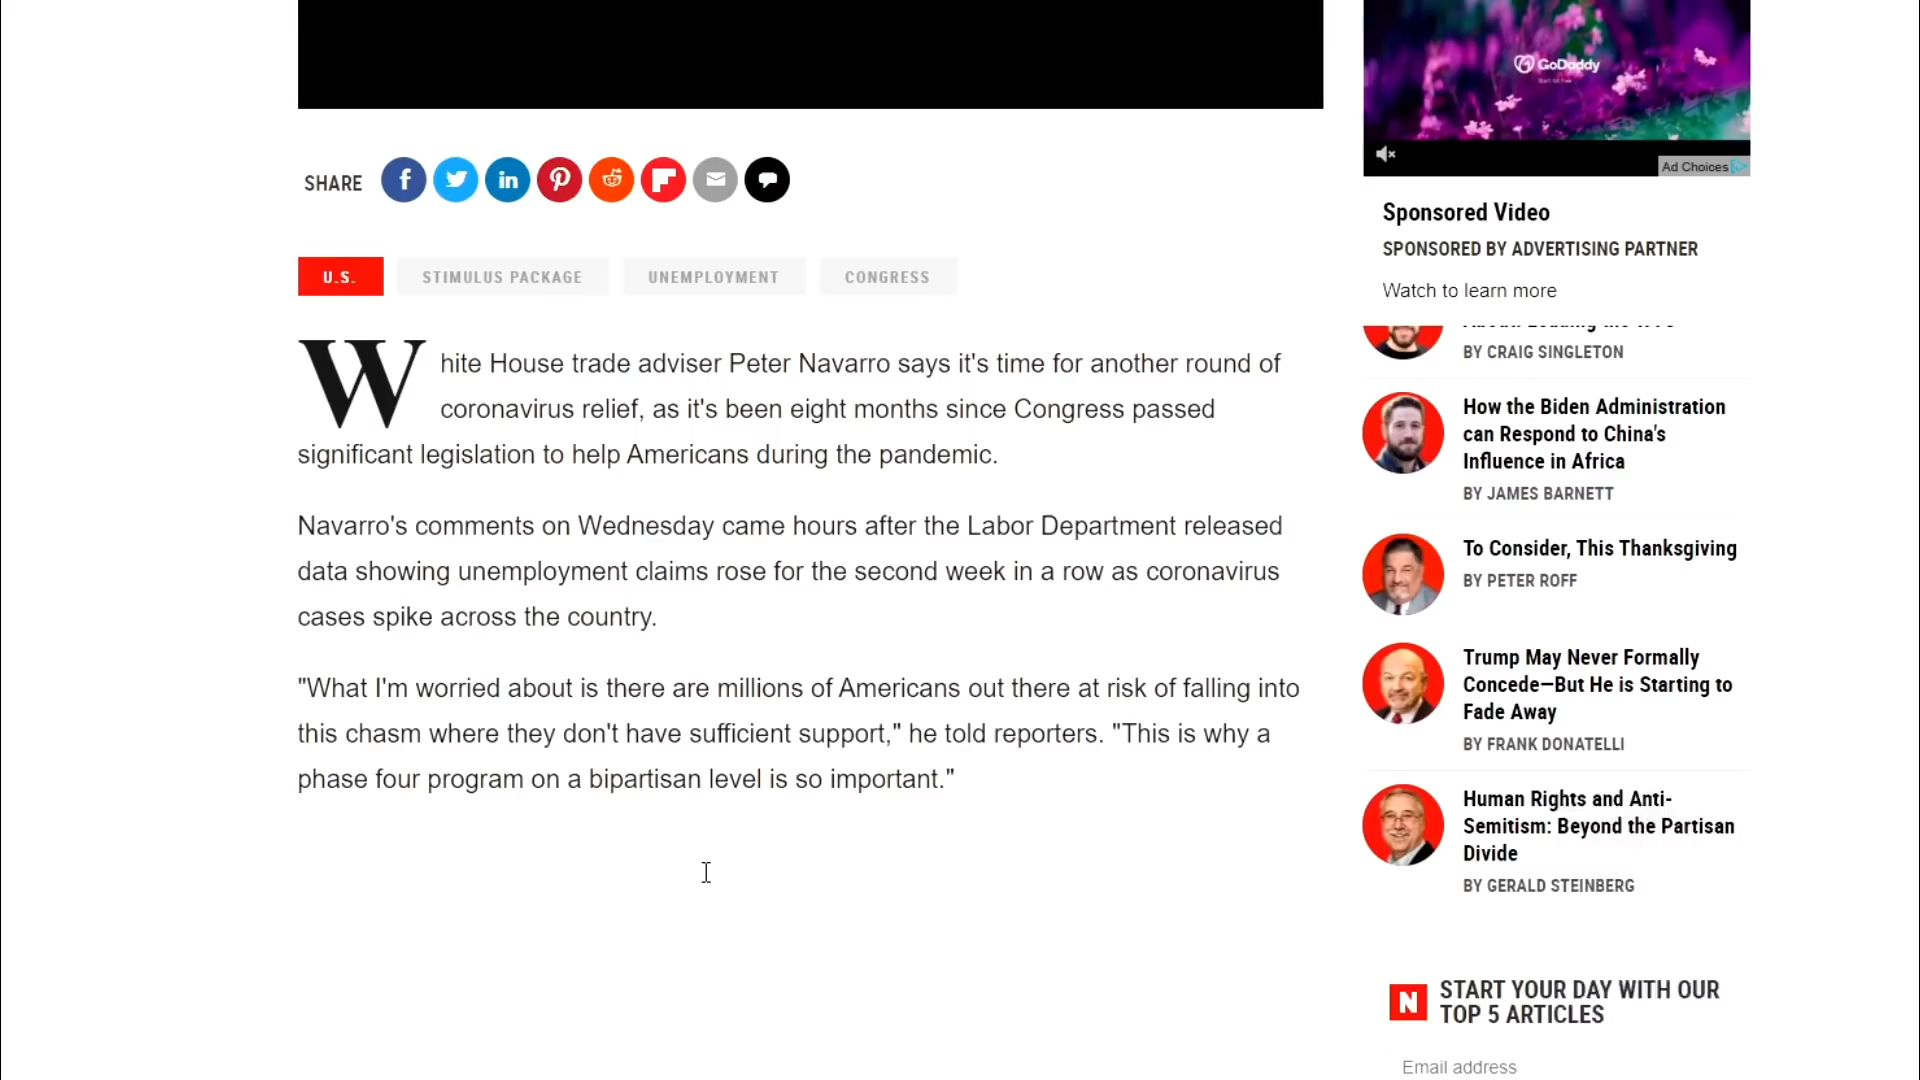 GoDaddy
Ad Choices
SHARE
Sponsored Video
SPONSORED BY ADVERTISING PARTNER
Watch to learn more
U.S.
STIMULUS PACKAGE
UNEMPLOYMENT
CONGRESS
White House trade adviser Peter Navarro says it's time for another round of
coronavirus relief, as it's been eight months since Congress passed
significant legislation to help Americans during the pandemic.
Navarro's comments on Wednesday came hours after the Labor Department released
data showing unemployment claims rose for the second week in a row as coronavirus
cases spike across the country.
"What I'm worried about is there are millions of Americans out there at risk of falling into
this chasm where they don't have sufficient support," he told reporters. "This is why a
phase four program on a bipartisan level is so important."
BY CRAIG SINGLETON
How the Biden Administration
can Respond to China's
Influence in Africa
BY JAMES BARNETT
To Consider, This Thanksgiving
BY PETER ROFF
Trump May Never Formally
Concede—But He is Starting to
Fade Away
BY FRANK DONATELLI
Human Rights and Anti-
Semitism: Beyond the Partisan
Divide
BY GERALD STEINBERG
N
START YOUR DAY WITH OUR
TOP 5 ARTICLES
Email address